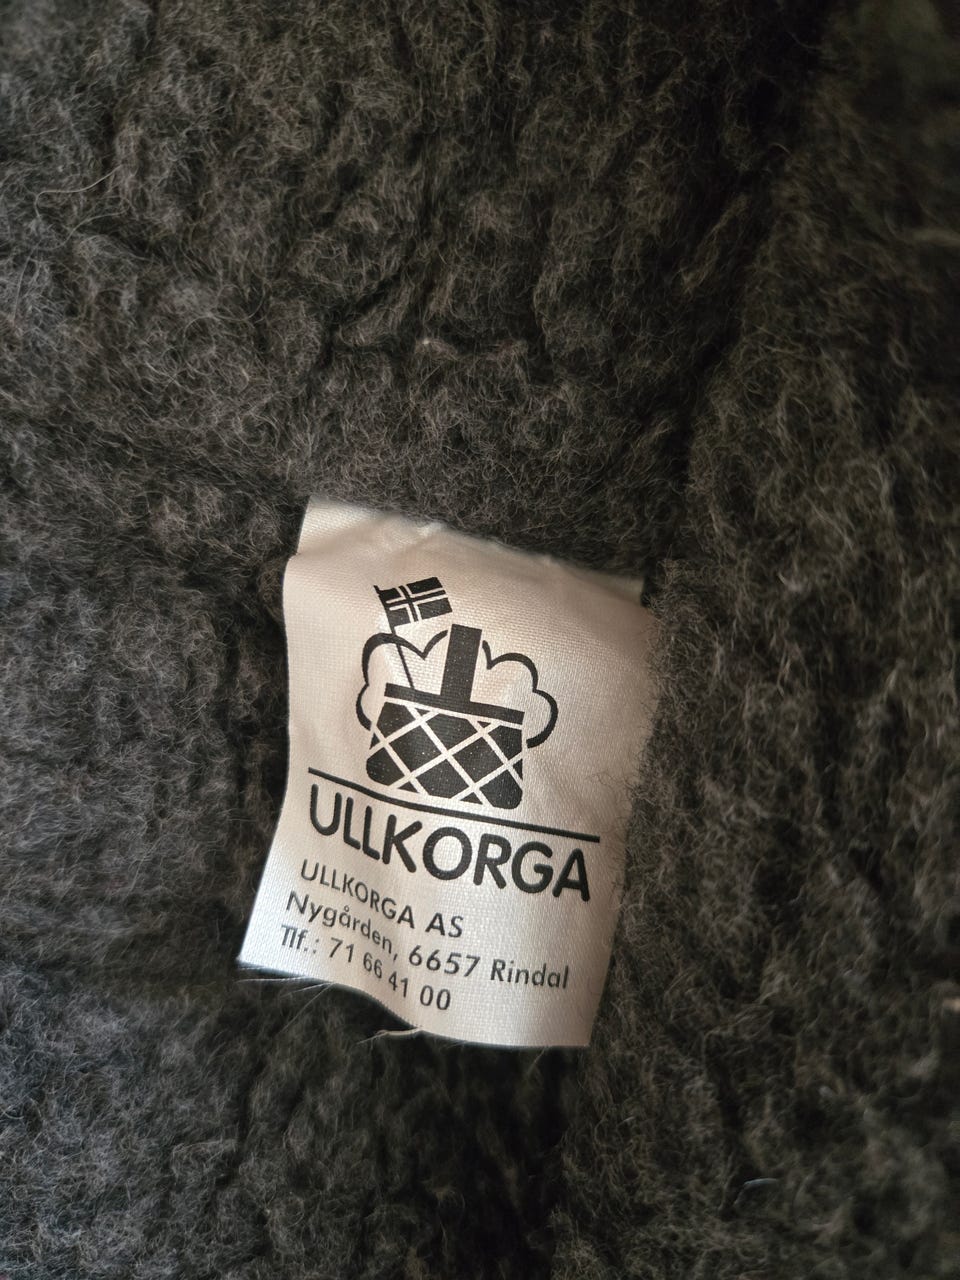 ULLKORGA
ULLKORGA AS
Nygården, 6657 Rindal
Tlf.: 71 66 41 00